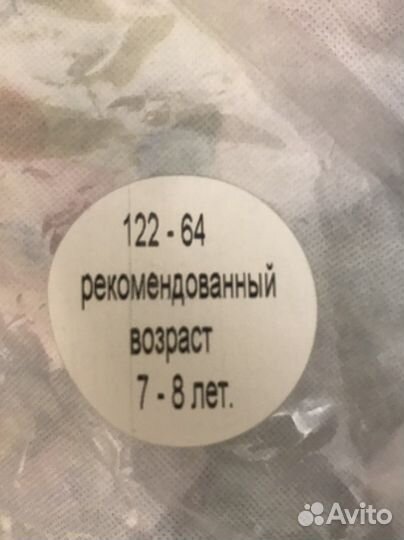 122 - 64
рекомендованный
возраст
7 - 8 лет.
Avito